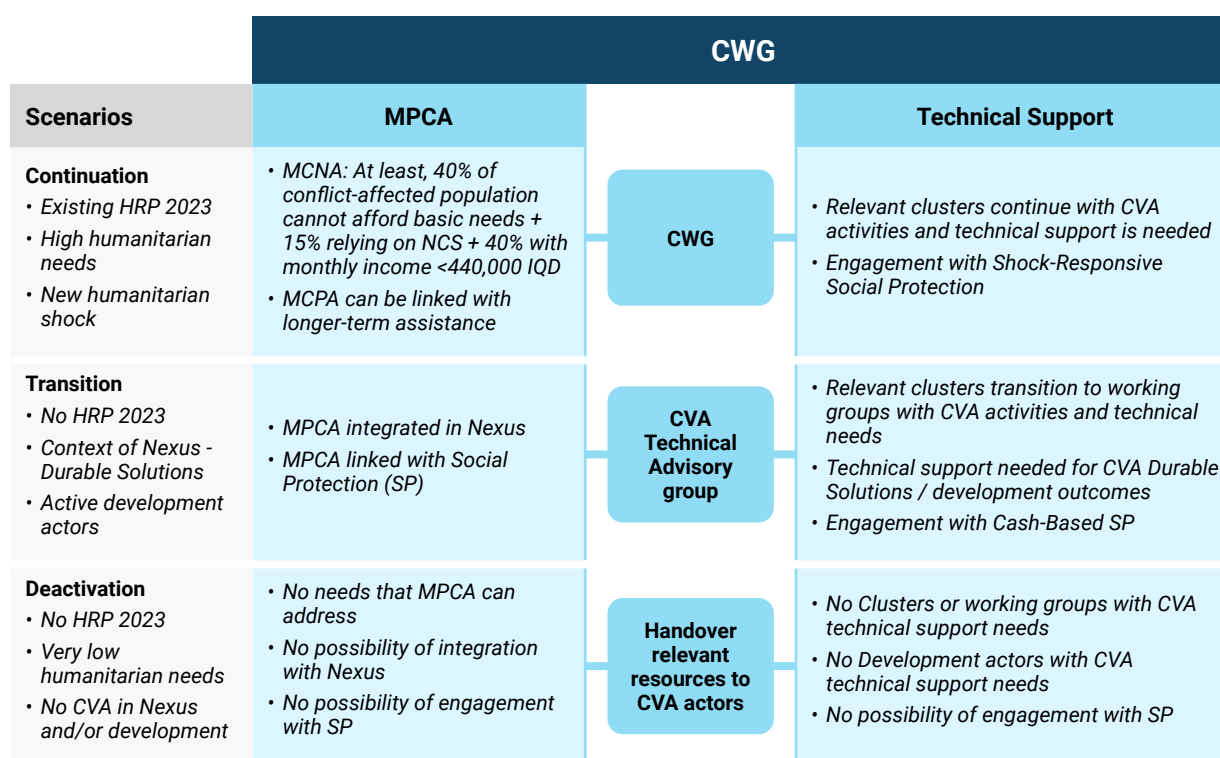 CWG
Scenarios
MPCA
Technical Support
Continuation
• Existing HRP 2023
• High humanitarian
needs
• New humanitarian
shock
• MCNA: At least, 40% of
conflict-affected population
cannot afford basic needs +
15% relying on NCS + 40% with
monthly income <440,000 IQD
• MCPA can be linked with
longer-term assistance
CWG
• Relevant clusters continue with CVA
activities and technical support is needed
• Engagement with Shock-Responsive
Social Protection
Transition
• No HRP 2023
• Context of Nexus -
Durable Solutions
• Active development
actors
• MPCA integrated in Nexus
• MPCA linked with Social
Protection (SP)
CVA
Technical
Advisory
group
• Relevant clusters transition to working
groups with CVA activities and technical
needs
• Technical support needed for CVA Durable
Solutions / development outcomes
• Engagement with Cash-Based SP
Deactivation
• No HRP 2023
• Very low
humanitarian needs
• No CVA in Nexus
and/or development
• No needs that MPCA can
address
• No possibility of integration
with Nexus
• No possibility of engagement
with SP
Handover
relevant
resources to
CVA actors
• No Clusters or working groups with CVA
technical support needs
• No Development actors with CVA
technical support needs
• No possibility of engagement with SP